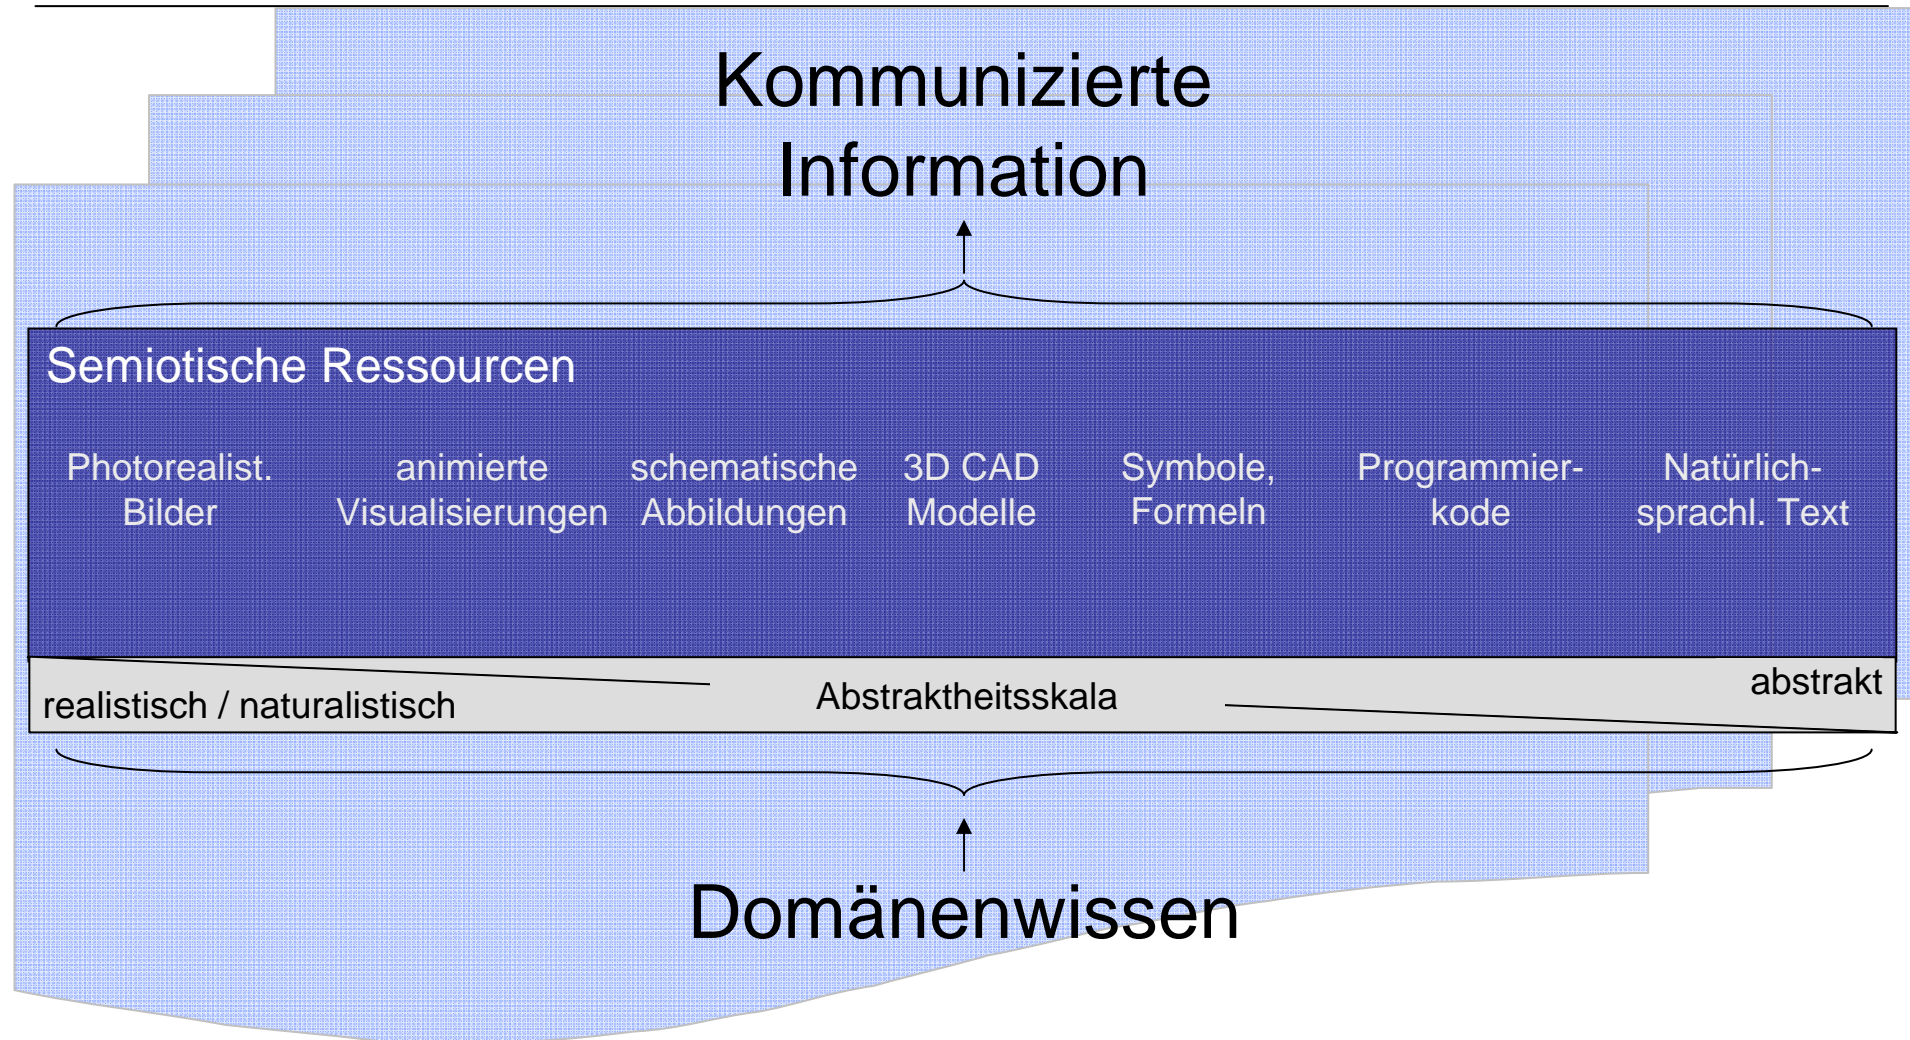 Kommunizierte
Information
Semiotische Ressourcen
Photorealist.
Bilder
animierte
Visualisierungen
schematische
Abbildungen
3D CAD
Modelle
Symbole,
Formeln
Programmier-
kode
Natürlich-
sprachl. Text
realistisch / naturalistisch
Abstraktheitsskala
abstrakt
Domänenwissen